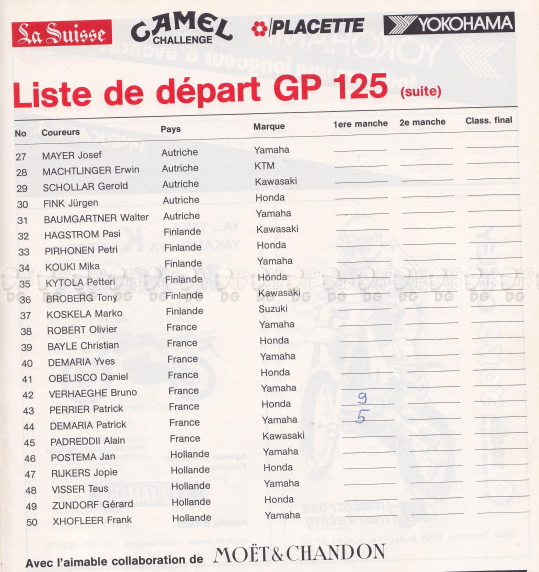 La Suisse CAMEL CHALLENGE PLACETTE YOKOHAMA
Liste de départ GP 125 (suite)
No Coureurs Pays Marque 1ere manche 2e manche Class. final
27 MAYER Josef Autriche Yamaha
28 MACHTLINGER Erwin Autriche KTM
29 SCHOLLAR Gerold Autriche Kawasaki
30 FINK Jürgen Autriche Honda
31 BAUMGARTNER Walter Autriche Yamaha
32 HAGSTROM Pasi Finlande Kawasaki
33 PIRHONEN Petri Finlande Honda
34 KOUKI Mika Finlande Yamaha
35 KYTOLA Petteri Finlande Honda
36 BROBERG Tony Finlande Kawasaki
37 KOSKELA Marko Finlande Suzuki
38 ROBERT Olivier France Yamaha
39 BAYLE Christian France Honda
40 DEMARIA Yves France Yamaha
41 OBELISCO Daniel France Honda
42 VERHAEGHE Bruno France Yamaha
43 PERRIER Patrick France Honda 9
44 DEMARIA Patrick France Yamaha 5
45 PADREDDII Alain France Kawasaki
46 POSTEMA Jan Hollande Yamaha
47 RIJKERS Jopie Hollande Honda
48 VISSER Teus Hollande Yamaha
49 ZUNDORF Gérard Hollande Honda
50 XHOFLEER Frank Hollande Yamaha
Avec l'aimable collaboration de MOËT & CHANDON